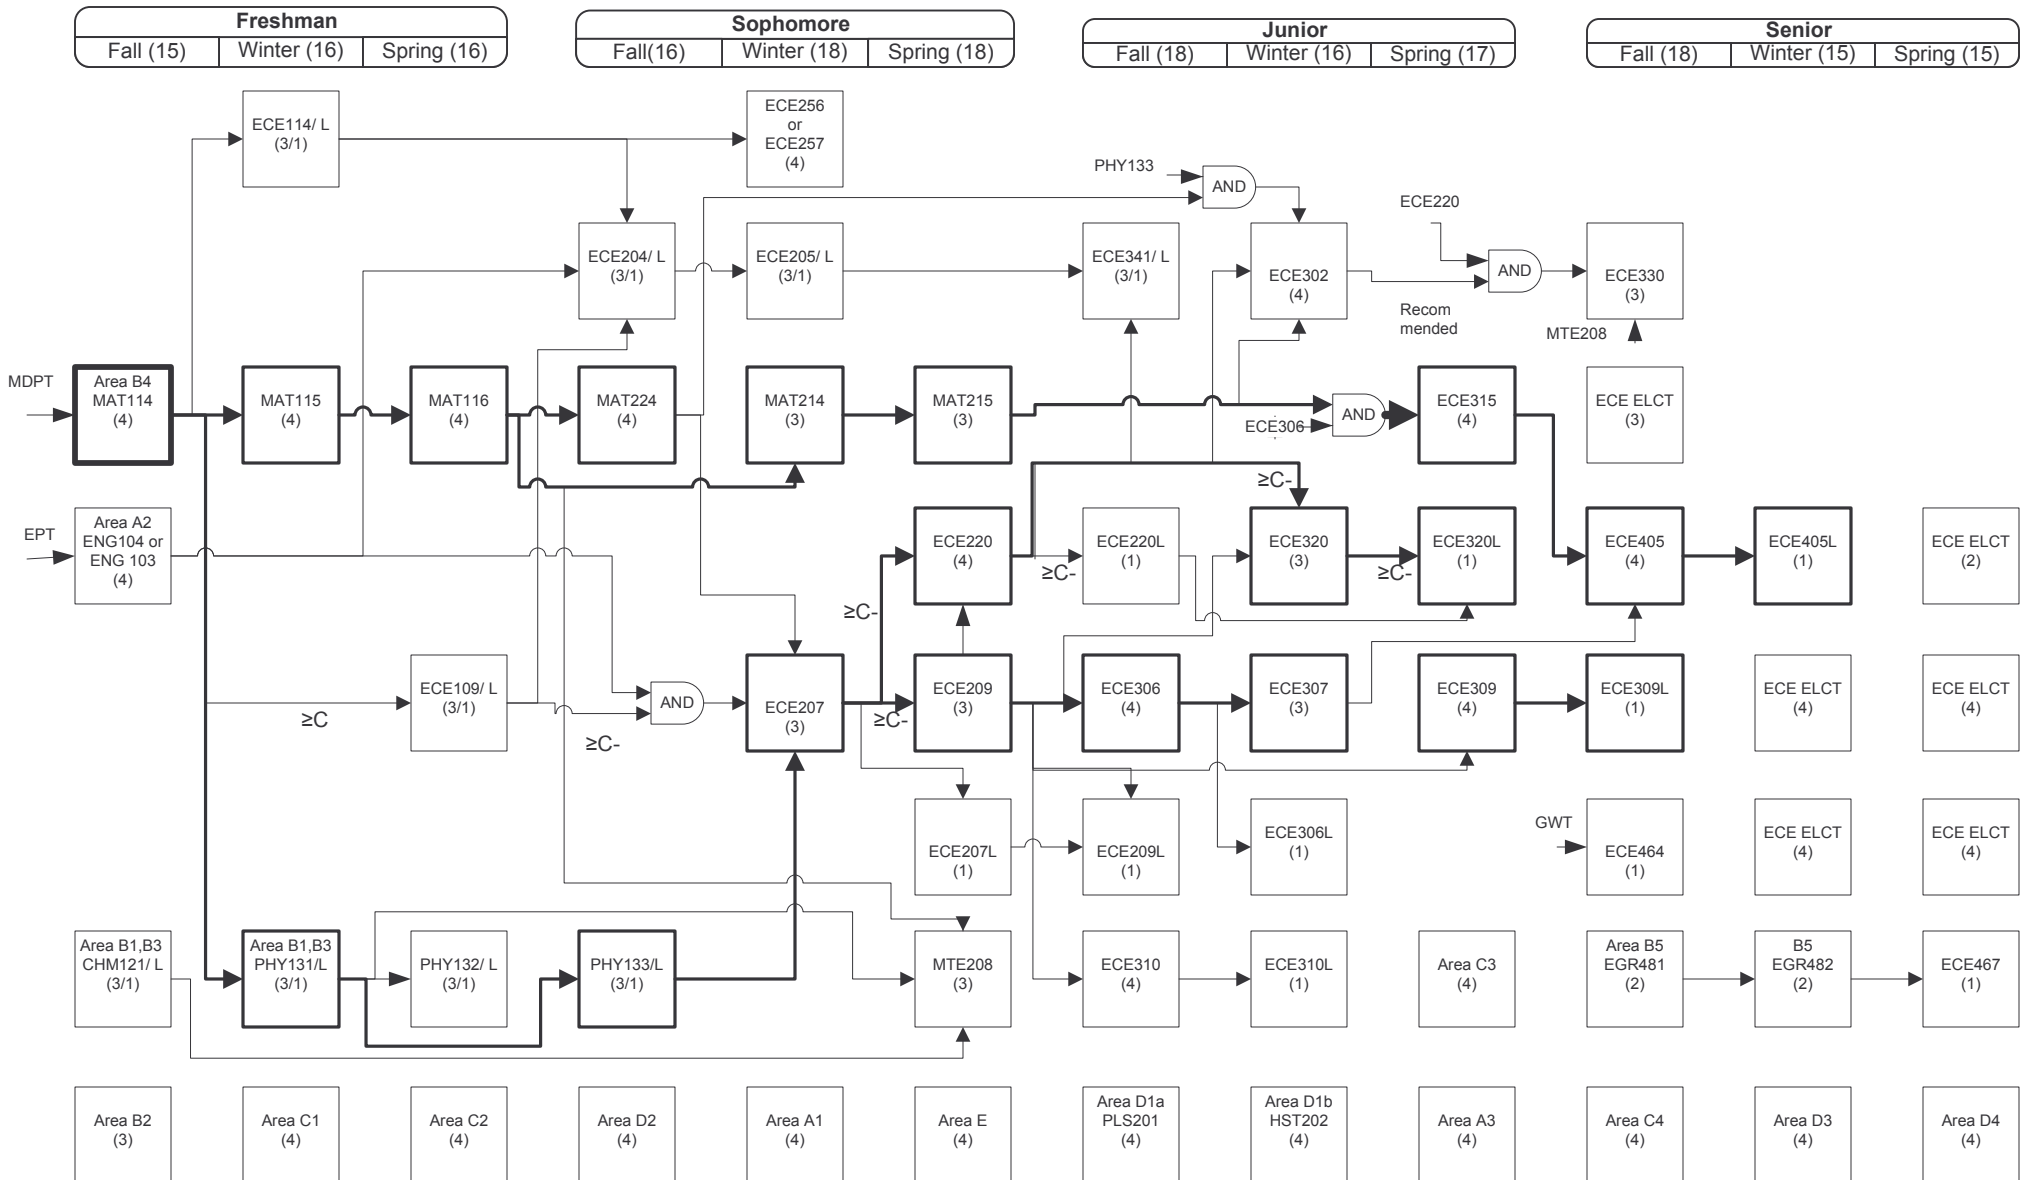 Freshman
Fall (15)
Winter (16)
Spring (16)
Sophomore
Fall(16)
Winter (18)
Spring (18)
Junior
Fall (18)
Winter (16)
Spring (17)
Senior
Fall (18)
Winter (15)
Spring (15)
ECE114/ L
(3/1)
ECE256
or
ECE257
(4)
PHY133
AND
ECE220
ECE204/ L
(3/1)
ECE205/ L
(3/1)
ECE341/ L
(3/1)
ECE302
(4)
Recom
mended
AND
ECE330
(3)
MTE208
MDPT
Area B4
MAT114
(4)
MAT115
(4)
MAT116
(4)
MAT224
(4)
MAT214
(3)
MAT215
(3)
ECE306
AND
ECE315
(4)
ECE ELCT
(3)
≥C-
EPT
Area A2
ENG104 or
ENG 103
(4)
ECE220
(4)
≥C-
ECE220L
(1)
ECE320
(3)
≥C-
ECE320L
(1)
ECE405
(4)
ECE405L
(1)
ECE ELCT
(2)
≥C-
≥C
ECE109/ L
(3/1)
≥C-
AND
ECE207
(3)
≥C-
ECE209
(3)
ECE306
(4)
ECE307
(3)
ECE309
(4)
ECE309L
(1)
ECE ELCT
(4)
ECE ELCT
(4)
ECE207L
(1)
ECE209L
(1)
ECE306L
(1)
GWT
ECE464
(1)
ECE ELCT
(4)
ECE ELCT
(4)
Area B1,B3
CHM121/ L
(3/1)
Area B1,B3
PHY131/L
(3/1)
PHY132/ L
(3/1)
PHY133/L
(3/1)
MTE208
(3)
ECE310
(4)
ECE310L
(1)
Area C3
(4)
Area B5
EGR481
(2)
B5
EGR482
(2)
ECE467
(1)
Area B2
(3)
Area C1
(4)
Area C2
(4)
Area D2
(4)
Area A1
(4)
Area E
(4)
Area D1a
PLS201
(4)
Area D1b
HST202
(4)
Area A3
(4)
Area C4
(4)
Area D3
(4)
Area D4
(4)